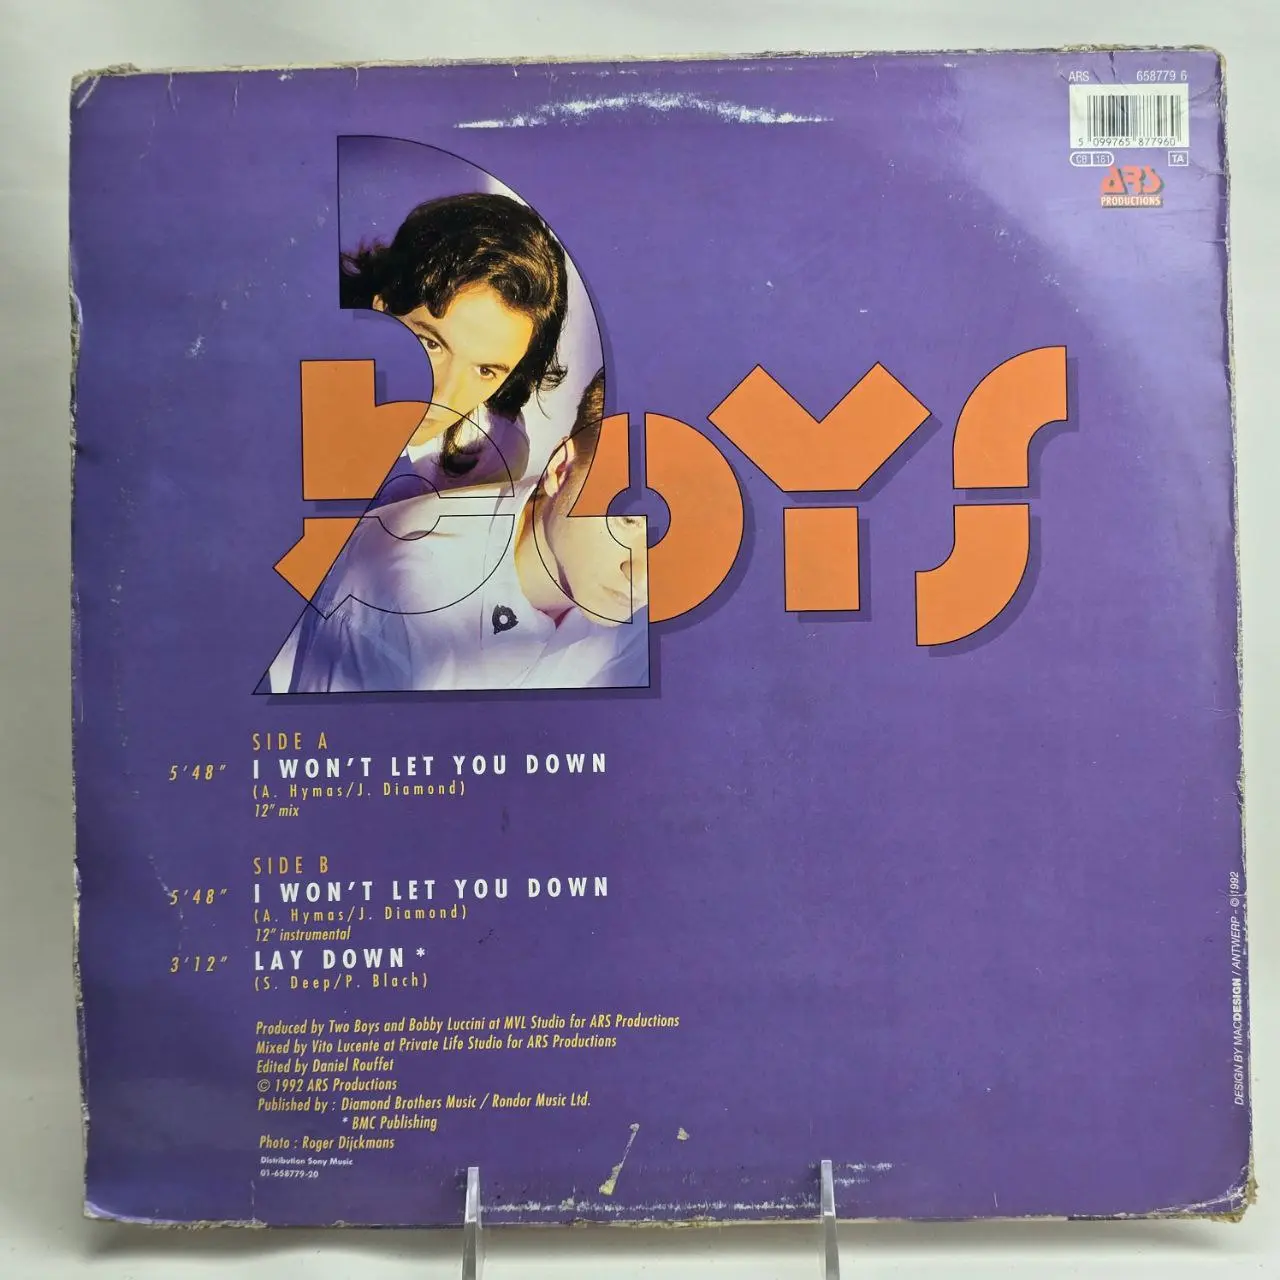 ARS 658779 6
5 099765 877960
CB 161 TA
ARS
PRODUCTIONS
2 BOYS
SIDE A
5'48" I WON'T LET YOU DOWN
(A. Hymas/J. Diamond)
12" mix
SIDE B
5'48" I WON'T LET YOU DOWN
(A. Hymas/J. Diamond)
12" instrumental
3'12" LAY DOWN *
(S. Deep/P. Blach)
Produced by Two Boys and Bobby Luccini at MVL Studio for ARS Productions
Mixed by Vito Lucente at Private Life Studio for ARS Productions
Edited by Daniel Rouffet
© 1992 ARS Productions
Published by : Diamond Brothers Music / Rondor Music Ltd.
* BMC Publishing
Photo : Roger Dijckmans
Distribution Sony Music
01-658779-20
DESIGN BY MACDESIGN / ANTWERP - © 1992